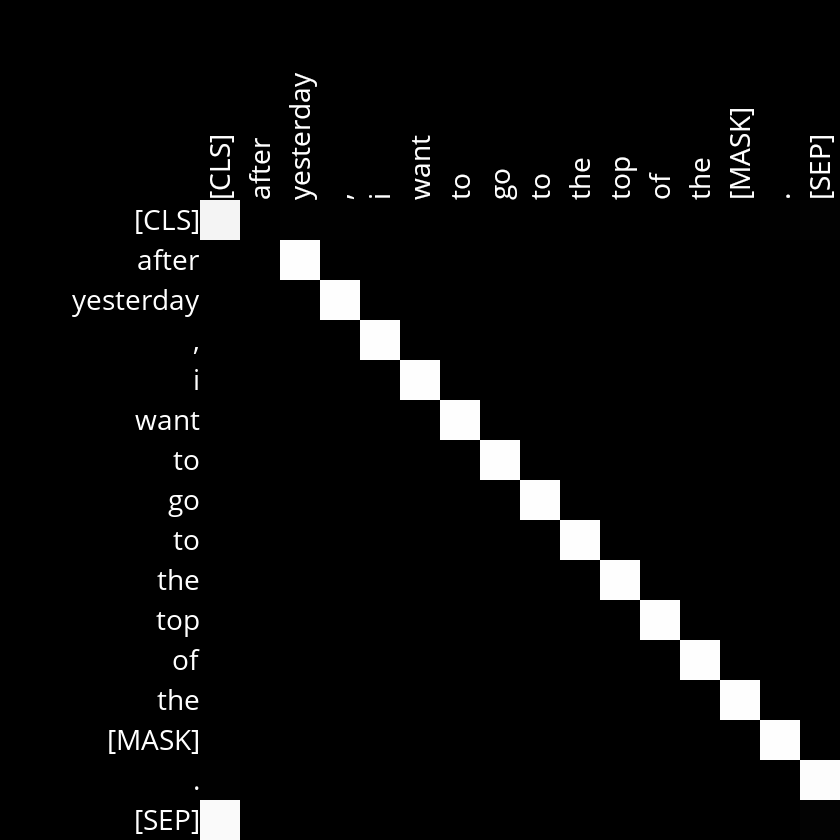 [CLS] after yesterday , i want to go to the top of the [MASK] . [SEP]
[CLS]
after
yesterday
,
i
want
to
go
to
the
top
of
the
[MASK]
.
[SEP]